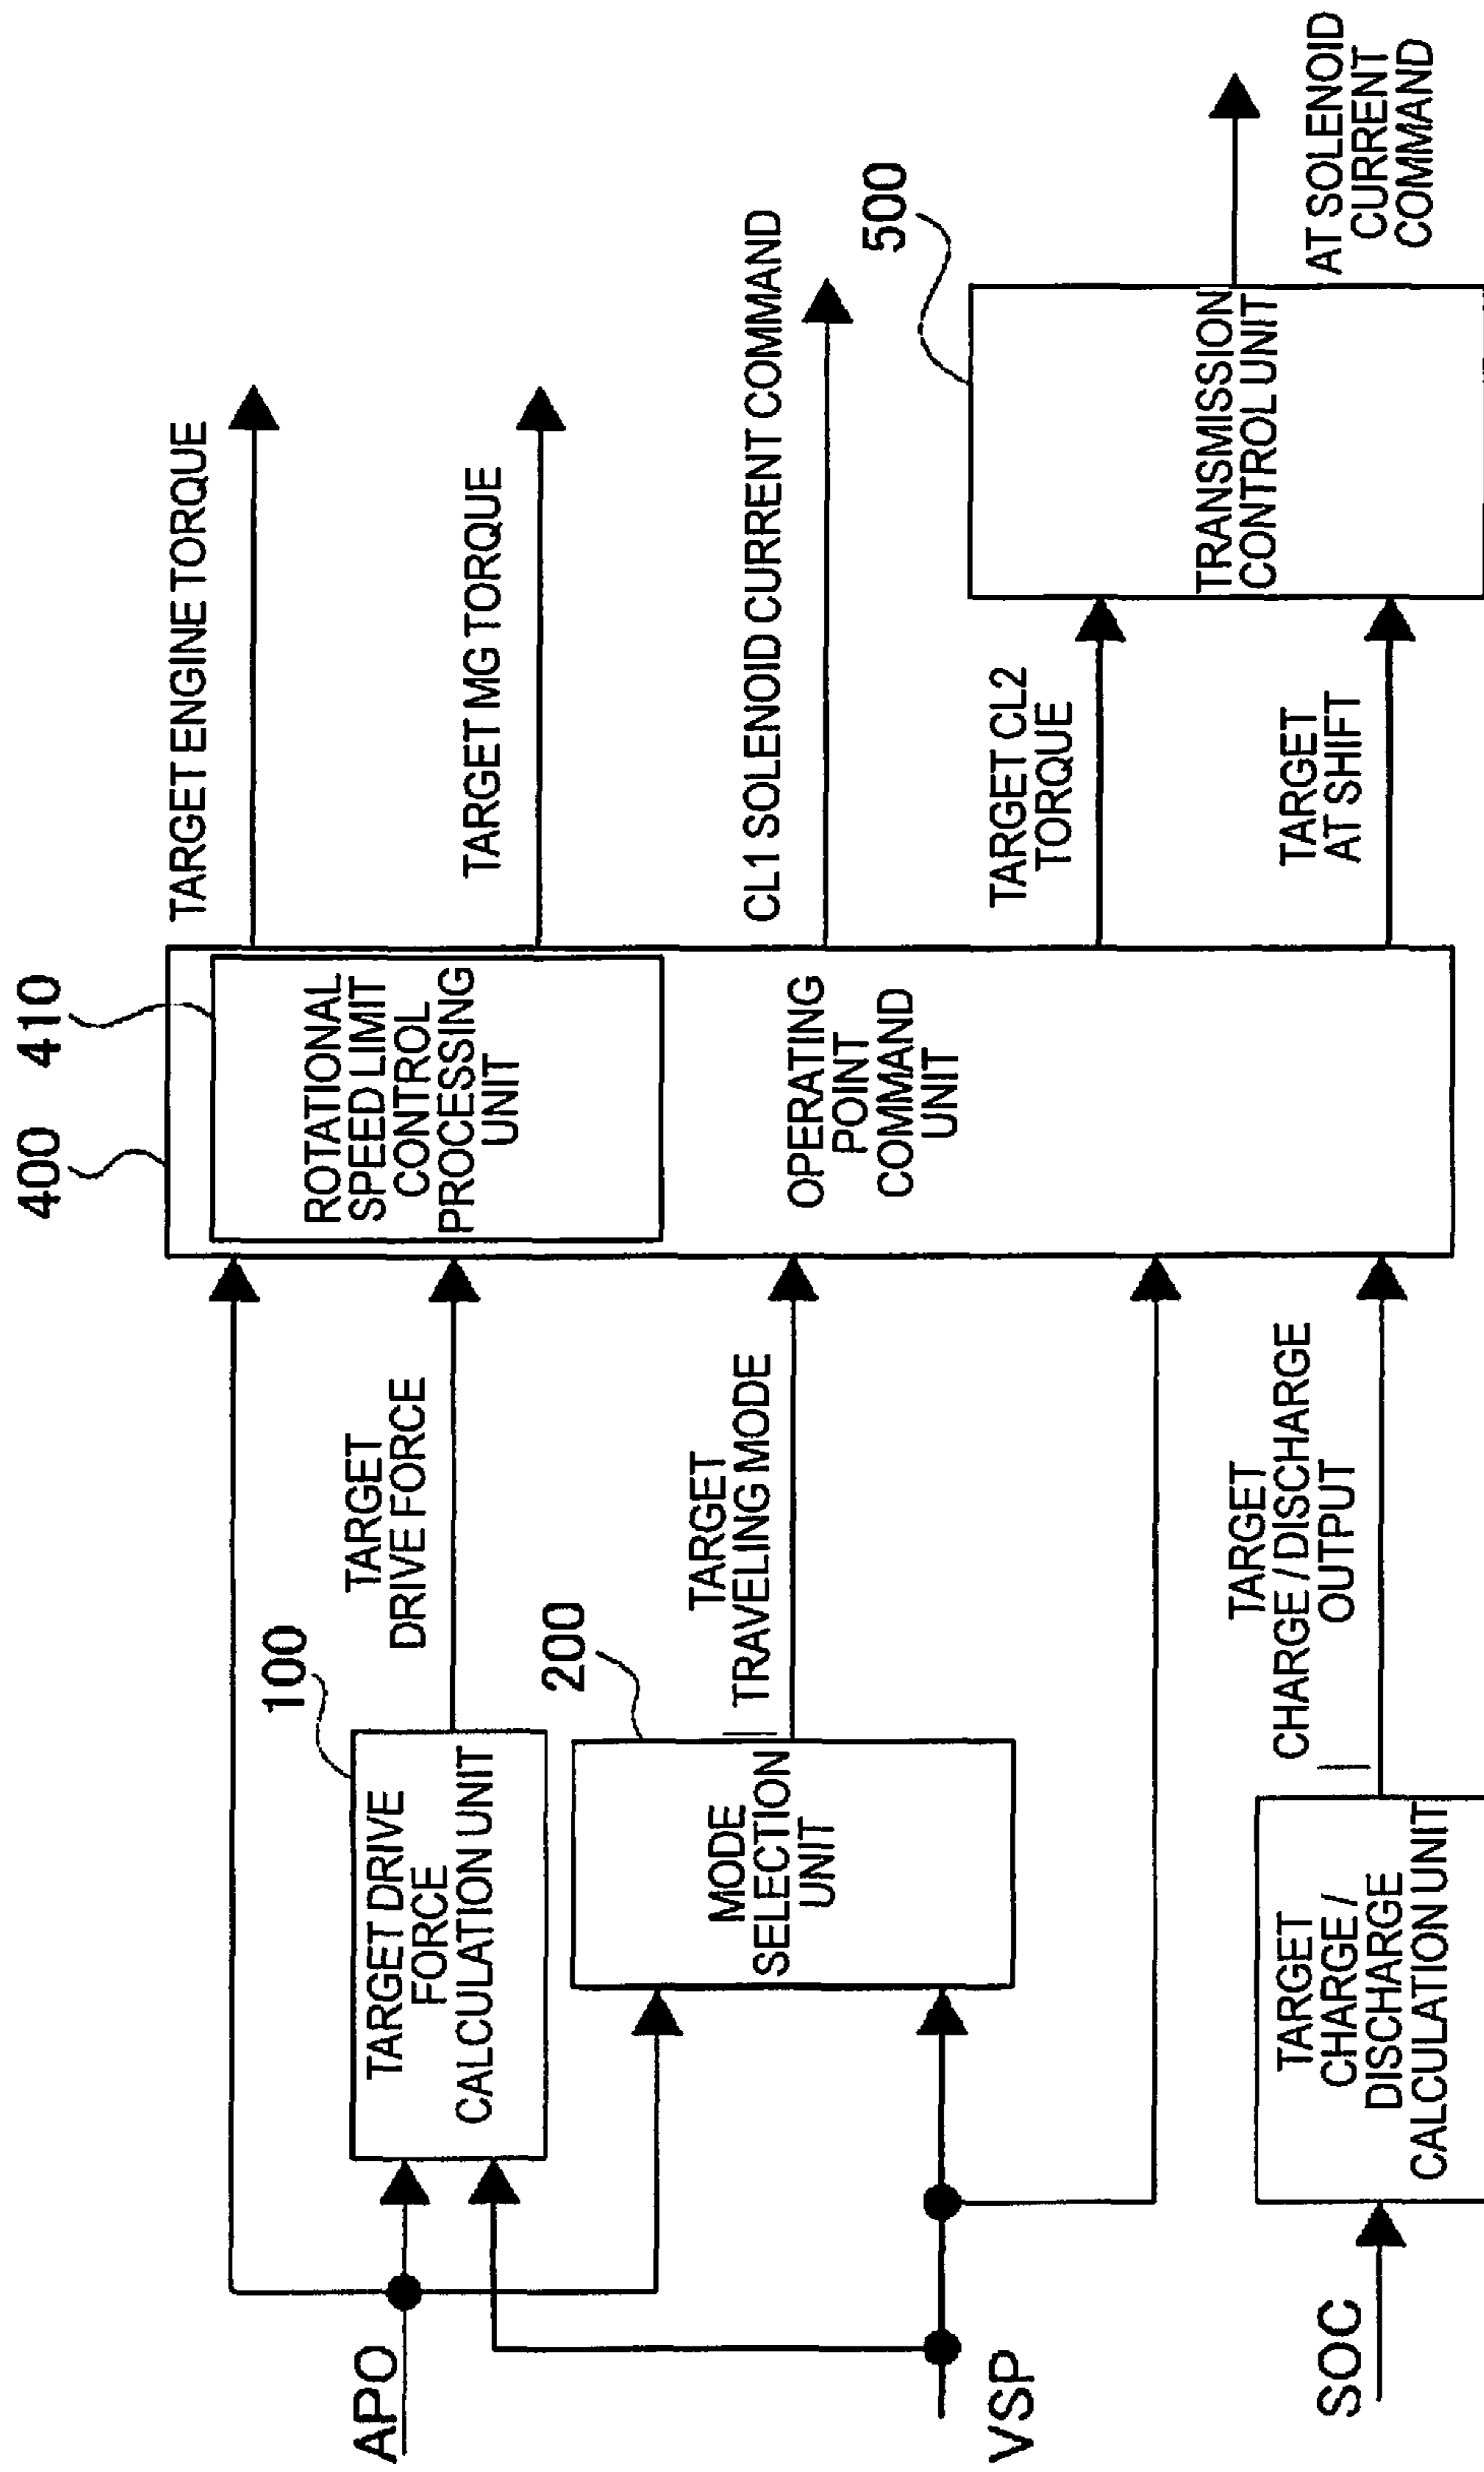 APO
VSP
SOC
100
TARGET DRIVE
FORCE
CALCULATION UNIT
200
MODE
SELECTION
UNIT
TARGET
CHARGE /
DISCHARGE
CALCULATION UNIT
TARGET
DRIVE FORCE
TARGET
TRAVELING MODE
TARGET
CHARGE / DISCHARGE
OUTPUT
400
410
ROTATIONAL
SPEED LIMIT
CONTROL
PROCESSING
UNIT
OPERATING
POINT
COMMAND
UNIT
TARGET ENGINE TORQUE
TARGET MG TORQUE
CL1 SOLENOID CURRENT COMMAND
TARGET CL2
TORQUE
TARGET
AT SHIFT
500
TRANSMISSION
CONTROL UNIT
AT SOLENOID
CURRENT
COMMAND